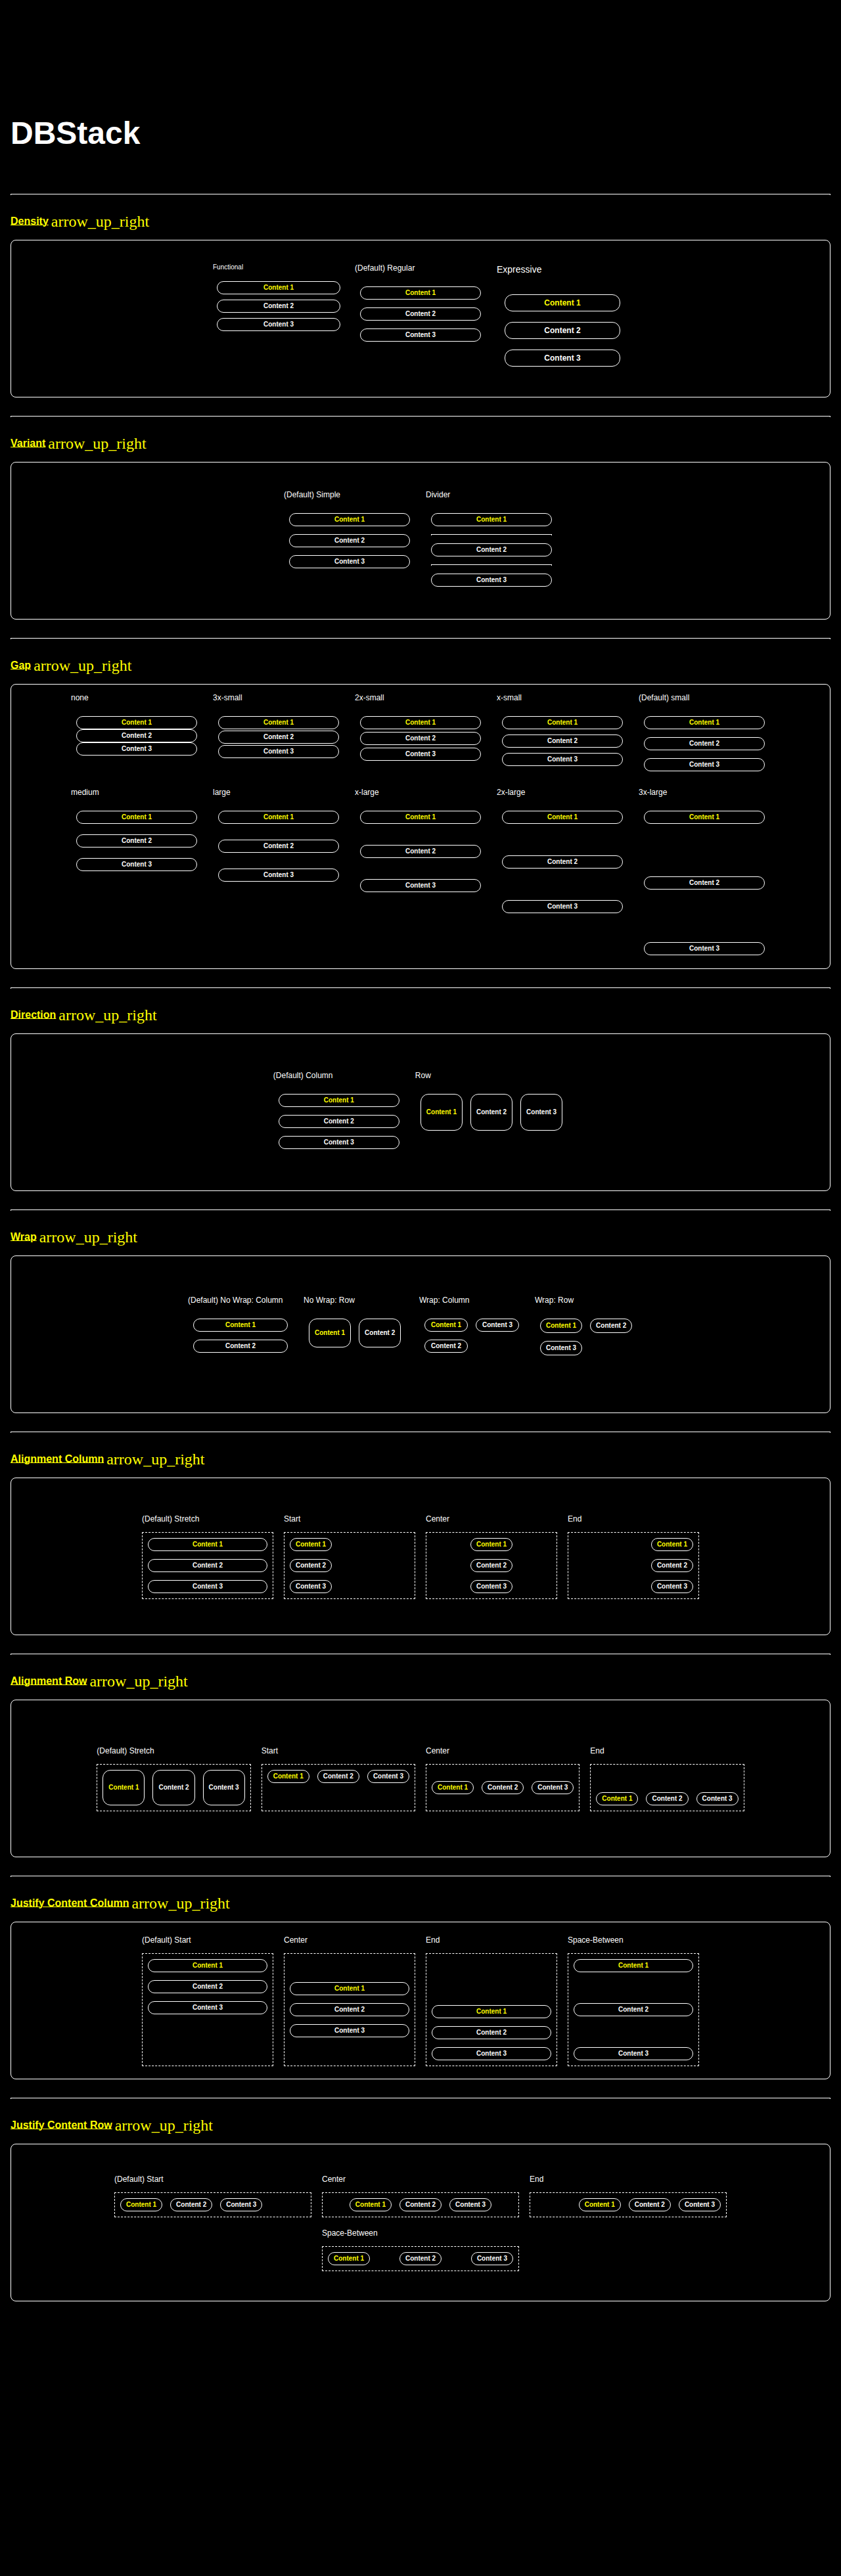 DBStack
Density arrow_up_right
Functional (Default) Regular Expressive
Content 1 Content 1 Content 1
Content 2 Content 2 Content 2
Content 3 Content 3 Content 3
Variant arrow_up_right
(Default) Simple Divider
Content 1 Content 1
Content 2 Content 2
Content 3 Content 3
Gap arrow_up_right
none 3x-small 2x-small x-small (Default) small
Content 1 Content 1 Content 1 Content 1 Content 1
Content 2 Content 2 Content 2 Content 2 Content 2
Content 3 Content 3 Content 3 Content 3 Content 3
medium large x-large 2x-large 3x-large
Content 1 Content 1 Content 1 Content 1 Content 1
Content 2 Content 2 Content 2 Content 2 Content 2
Content 3 Content 3 Content 3 Content 3 Content 3
Direction arrow_up_right
(Default) Column Row
Content 1 Content 1 Content 2 Content 3
Content 2
Content 3
Wrap arrow_up_right
(Default) No Wrap: Column No Wrap: Row Wrap: Column Wrap: Row
Content 1 Content 1 Content 2 Content 1 Content 3 Content 1 Content 2
Content 2 Content 2 Content 3
Alignment Column arrow_up_right
(Default) Stretch Start Center End
Content 1 Content 1 Content 1 Content 1
Content 2 Content 2 Content 2 Content 2
Content 3 Content 3 Content 3 Content 3
Alignment Row arrow_up_right
(Default) Stretch Start Center End
Content 1 Content 2 Content 3 Content 1 Content 2 Content 3 Content 1 Content 2 Content 3 Content 1 Content 2 Content 3
Justify Content Column arrow_up_right
(Default) Start Center End Space-Between
Content 1 Content 1 Content 1 Content 1
Content 2 Content 2 Content 2 Content 2
Content 3 Content 3 Content 3 Content 3
Justify Content Row arrow_up_right
(Default) Start Center End
Content 1 Content 2 Content 3 Content 1 Content 2 Content 3 Content 1 Content 2 Content 3
Space-Between
Content 1 Content 2 Content 3